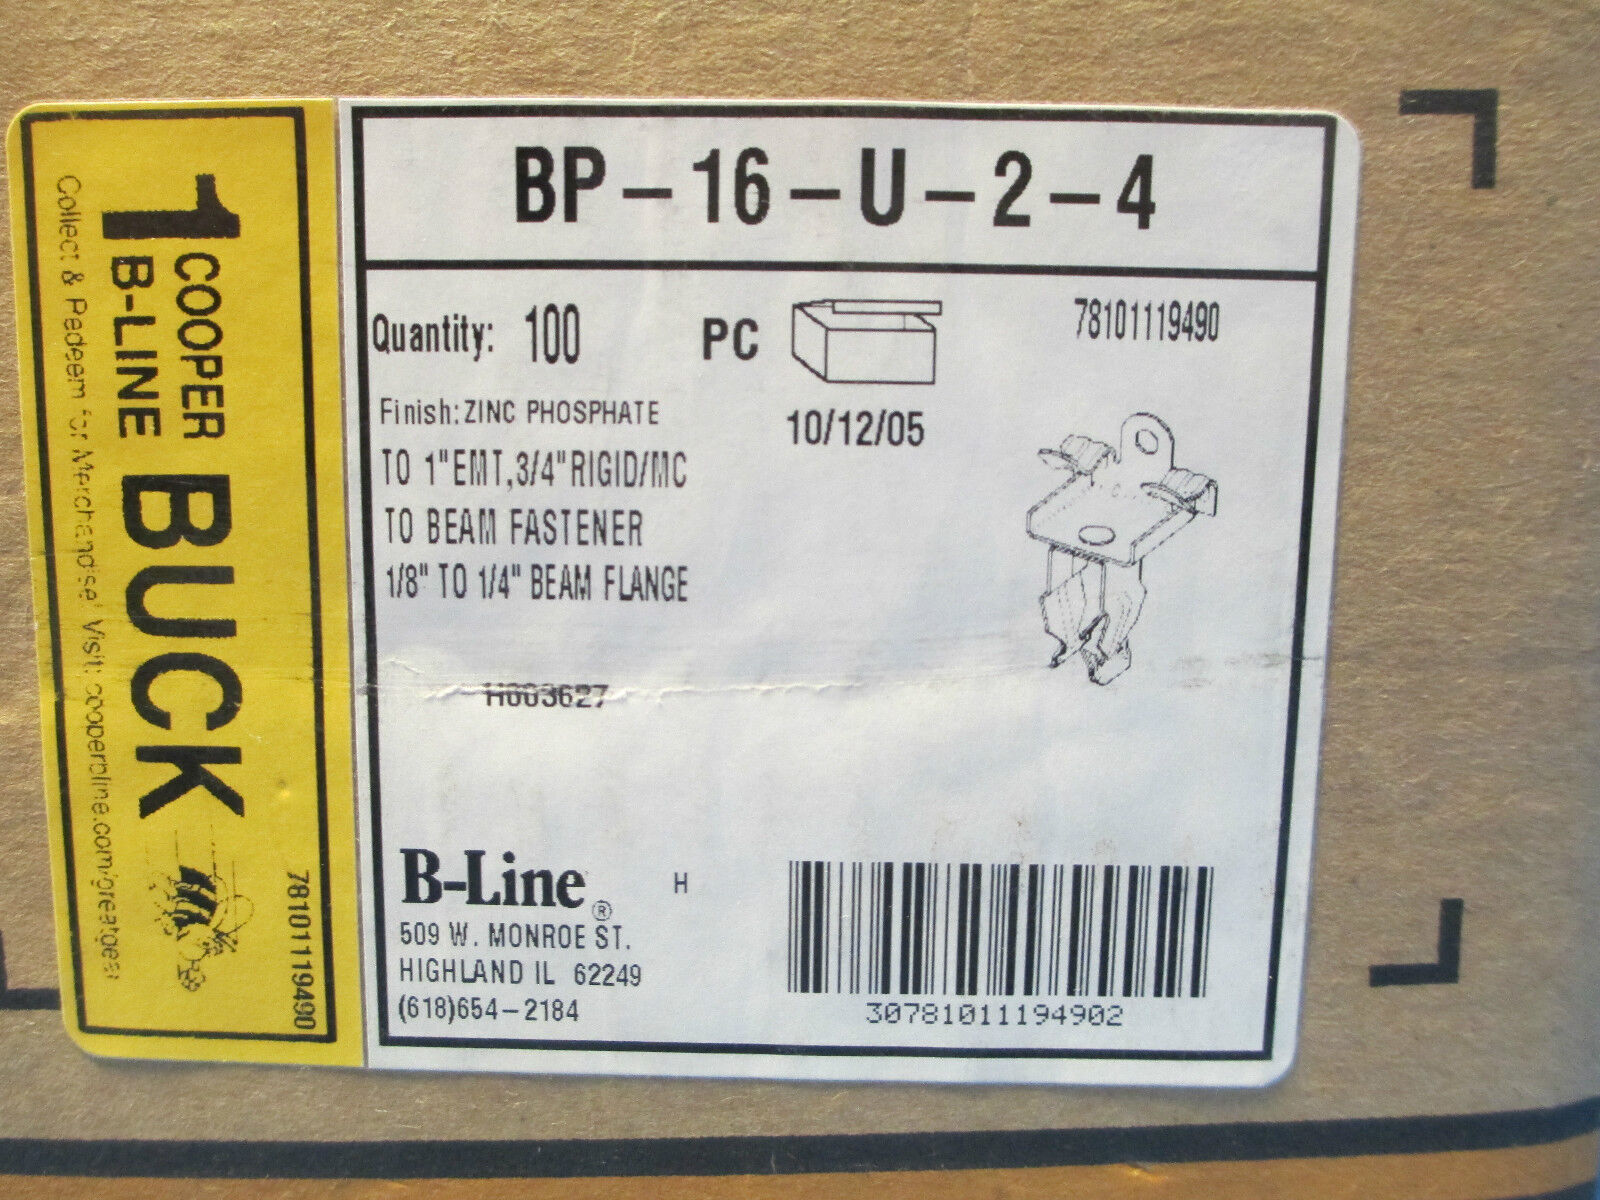 BP-16-U-2-4
Quantity: 100 PC
78101119490
Finish: ZINC PHOSPHATE
10/12/05
TO 1"EMT,3/4"RIGID/MC
TO BEAM FASTENER
1/8" TO 1/4" BEAM FLANGE
H003627
B-Line® H
509 W. MONROE ST.
HIGHLAND IL 62249
(618)654-2184
30781011194902
1 COOPER
B-LINE
BUCK
Collect & Redeem for Merchandise! Visit: cooperbline.com/greatgear
78101119490